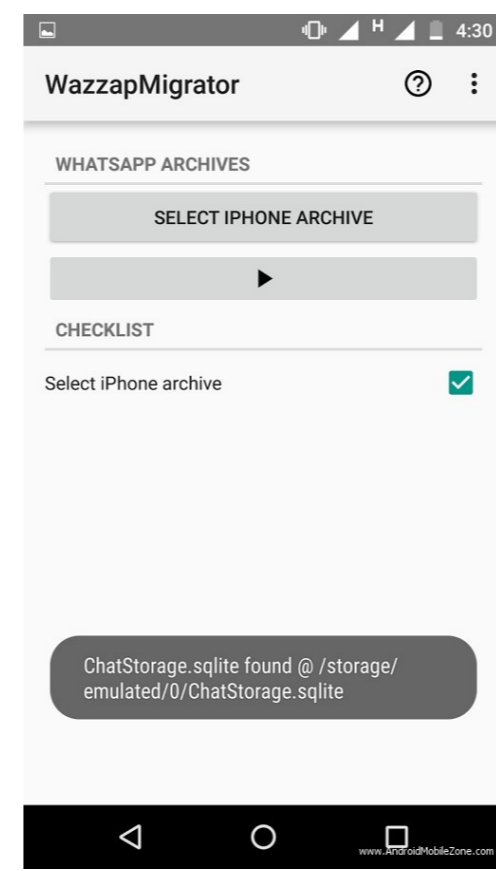 H 4:30
WazzapMigrator
WHATSAPP ARCHIVES
SELECT IPHONE ARCHIVE
CHECKLIST
Select iPhone archive
ChatStorage.sqlite found @ /storage/
emulated/0/ChatStorage.sqlite
www.AndroidMobileZone.com